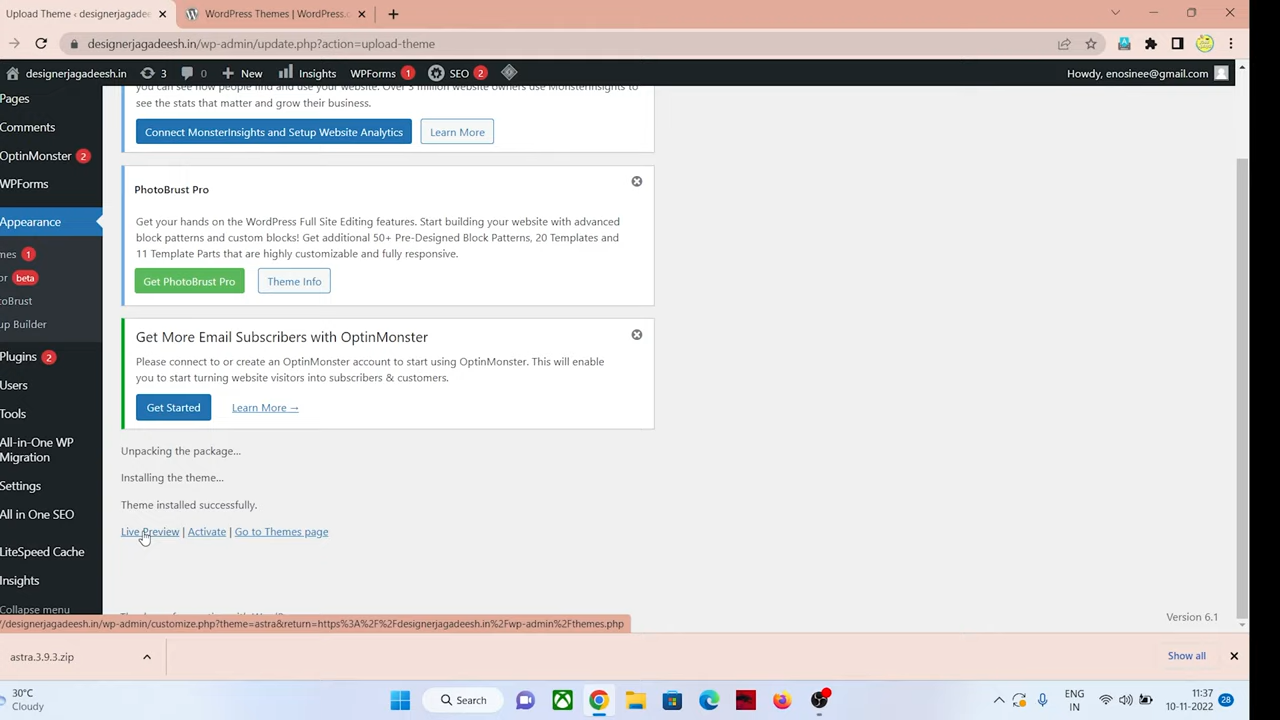 Upload Theme ‹ designerjagadeesh
WordPress Themes | WordPress.
designerjagadeesh.in/wp-admin/update.php?action=upload-theme
designerjagadeesh.in 3 0 New Insights WPForms 1 SEO 2 Howdy, enosinee@gmail.com
Pages
Comments
OptinMonster 2
WPForms
Appearance
mes 1
or beta
toBrust
up Builder
Plugins 2
Users
Tools
All-in-One WP
Migration
Settings
All in One SEO
LiteSpeed Cache
Insights
Collapse menu
you can see how people find and use your website. Over 3 million website owners use MonsterInsights to
see the stats that matter and grow their business.
Connect MonsterInsights and Setup Website Analytics Learn More
PhotoBrust Pro
Get your hands on the WordPress Full Site Editing features. Start building your website with advanced
block patterns and custom blocks! Get additional 50+ Pre-Designed Block Patterns, 20 Templates and
11 Template Parts that are highly customizable and fully responsive.
Get PhotoBrust Pro Theme Info
Get More Email Subscribers with OptinMonster
Please connect to or create an OptinMonster account to start using OptinMonster. This will enable
you to start turning website visitors into subscribers & customers.
Get Started Learn More →
Unpacking the package...
Installing the theme...
Theme installed successfully.
Live Preview | Activate | Go to Themes page
Version 6.1
//designerjagadeesh.in/wp-admin/customize.php?theme=astra&return=https%3A%2F%2Fdesignerjagadeesh.in%2Fwp-admin%2Fthemes.php
astra.3.9.3.zip
Show all
30°C
Cloudy
Search
ENG
IN
11:37
10-11-2022
28